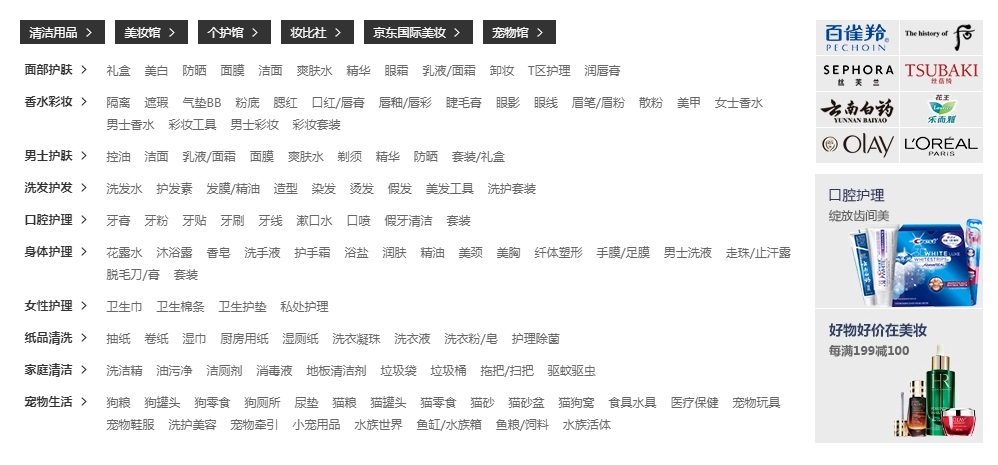 清洁用品 > 美妆馆 > 个护馆 > 妆比社 > 京东国际美妆 > 宠物馆 >
面部护肤 > 礼盒 美白 防晒 面膜 洁面 爽肤水 精华 眼霜 乳液/面霜 卸妆 T区护理 润唇膏
香水彩妆 > 隔离 遮瑕 气垫BB 粉底 腮红 口红/唇膏 唇釉/唇彩 睫毛膏 眼影 眼线 眉笔/眉粉 散粉 美甲 女士香水
男士香水 彩妆工具 男士彩妆 彩妆套装
男士护肤 > 控油 洁面 乳液/面霜 面膜 爽肤水 剃须 精华 防晒 套装/礼盒
洗发护发 > 洗发水 护发素 发膜/精油 造型 染发 烫发 假发 美发工具 洗护套装
口腔护理 > 牙膏 牙粉 牙贴 牙刷 牙线 漱口水 口喷 假牙清洁 套装
身体护理 > 花露水 沐浴露 香皂 洗手液 护手霜 浴盐 润肤 精油 美颈 美胸 纤体塑形 手膜/足膜 男士洗液 走珠/止汗露
脱毛刀/膏 套装
女性护理 > 卫生巾 卫生棉条 卫生护垫 私处护理
纸品清洗 > 抽纸 卷纸 湿巾 厨房用纸 湿厕纸 洗衣凝珠 洗衣液 洗衣粉/皂 护理除菌
家庭清洁 > 洗洁精 油污净 洁厕剂 消毒液 地板清洁剂 垃圾袋 垃圾桶 拖把/扫把 驱蚊驱虫
宠物生活 > 狗粮 狗罐头 狗零食 狗厕所 尿垫 猫粮 猫罐头 猫零食 猫砂 猫砂盆 猫狗窝 食具水具 医疗保健 宠物玩具
宠物鞋服 洗护美容 宠物牵引 小宠用品 水族世界 鱼缸/水族箱 鱼粮/饲料 水族活体
百雀羚®
PECHOIN
The history of 后
SEPHORA
丝芙兰
TSUBAKI
丝蓓绮
云南白药
YUNNAN BAIYAO
花王
乐而雅
OLAY
L'ORÉAL
PARIS
口腔护理
绽放齿间美
Crest
WHITE
WHITESTRIPS
好物好价在美妆
每满199减100